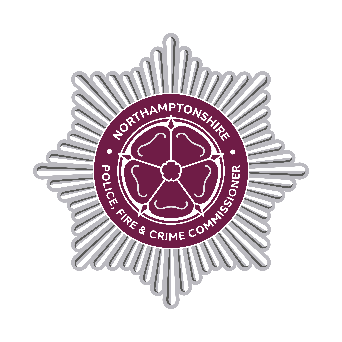 NORTHAMPTONSHIRE
POLICE, FIRE & CRIME COMMISSIONER